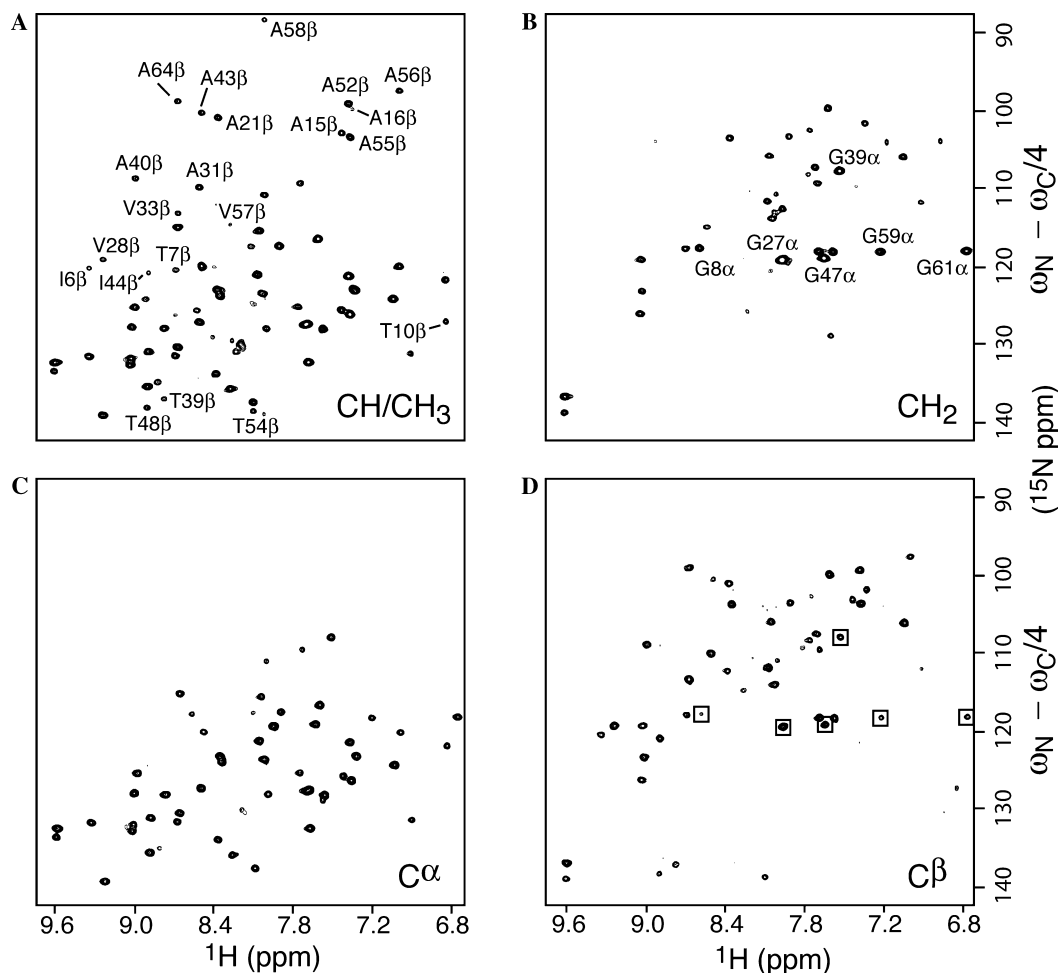 A
A58β
A64β
A43β
A52β
A56β
A21β
A15β
A16β
A55β
A40β
A31β
V33β
V57β
V28β
T7β
I6β
I44β
T10β
T39β
T48β
T54β
CH/CH3
B
90
100
G39α
110
G27α
G59α
G8α
G47α
G61α
120
130
CH2
140
ωN − ωC/4
(15N ppm)
C
Cα
9.6 9.0 8.4 7.8 7.2 6.8
1H (ppm)
D
90
100
110
120
130
140
Cβ
ωN − ωC/4
9.6 9.0 8.4 7.8 7.2 6.8
1H (ppm)